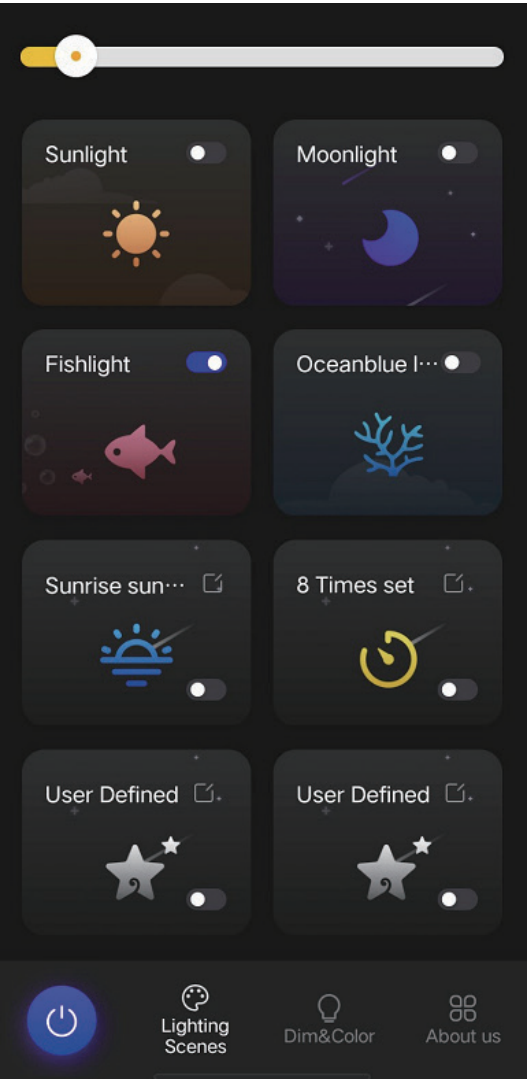 Sunlight
Moonlight
Fishlight
Oceanblue l···
Sunrise sun···
8 Times set
User Defined
User Defined
Lighting
Scenes
Dim&Color
About us